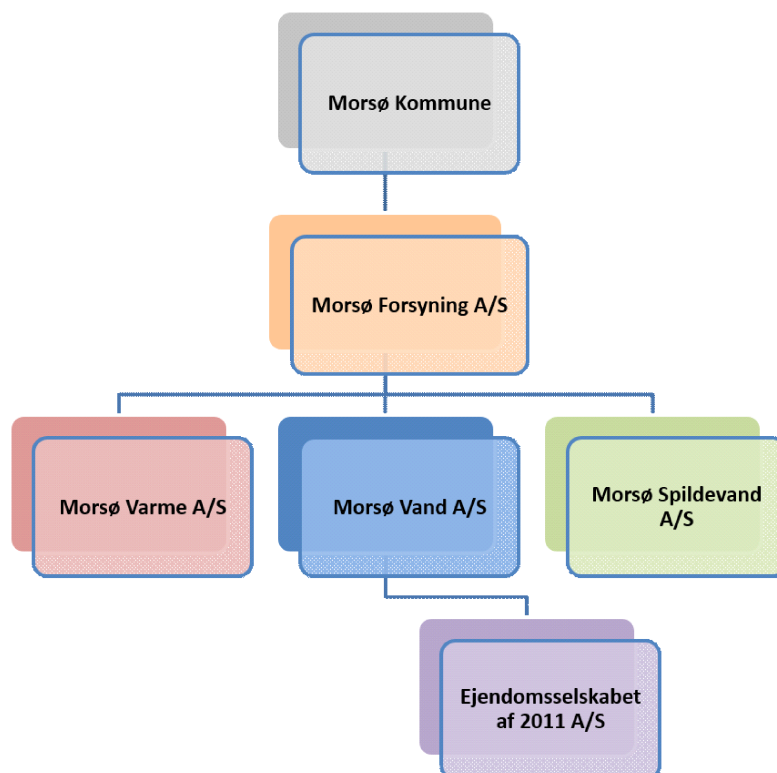 Morsø Kommune
Morsø Forsyning A/S
Morsø Varme A/S
Morsø Vand A/S
Morsø Spildevand
A/S
Ejendomsselskabet
af 2011 A/S